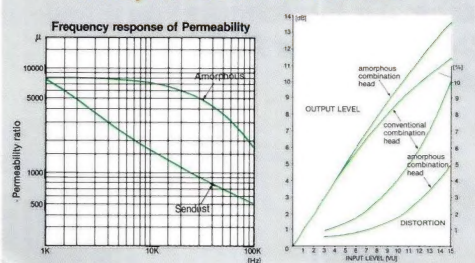 Frequency response of Permeability
μ
10000
5000
1000
500
Permeability ratio
Amorphous
Sendust
1K
10K
100K
(Hz)
14 [dB]
13
12
11
10
9
8
7
6
5
4
3
2
1
0
OUTPUT LEVEL
amorphous
combination
head
conventional
combination
head
amorphous
combination
head
DISTORTION
[%]
10
9
8
7
6
5
4
3
2
1
1 2 3 4 5 6 7 8 9 10 11 12 13 14 15
INPUT LEVEL [VU]